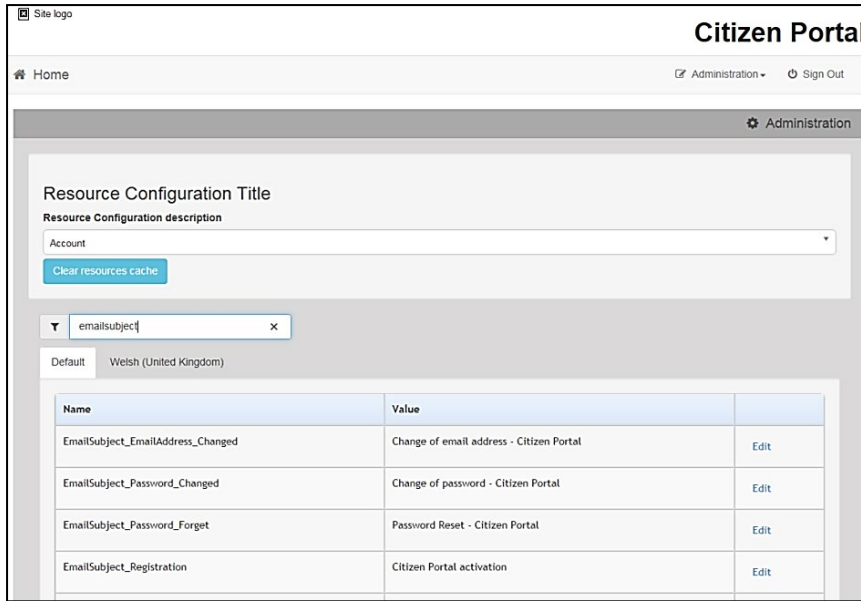 Site logo
Citizen Portal
Home
Administration
Sign Out
Administration
Resource Configuration Title
Resource Configuration description
Account
Clear resources cache
emailsubject
Default Welsh (United Kingdom)
Name Value
EmailSubject_EmailAddress_Changed Change of email address - Citizen Portal Edit
EmailSubject_Password_Changed Change of password - Citizen Portal Edit
EmailSubject_Password_Forget Password Reset - Citizen Portal Edit
EmailSubject_Registration Citizen Portal activation Edit